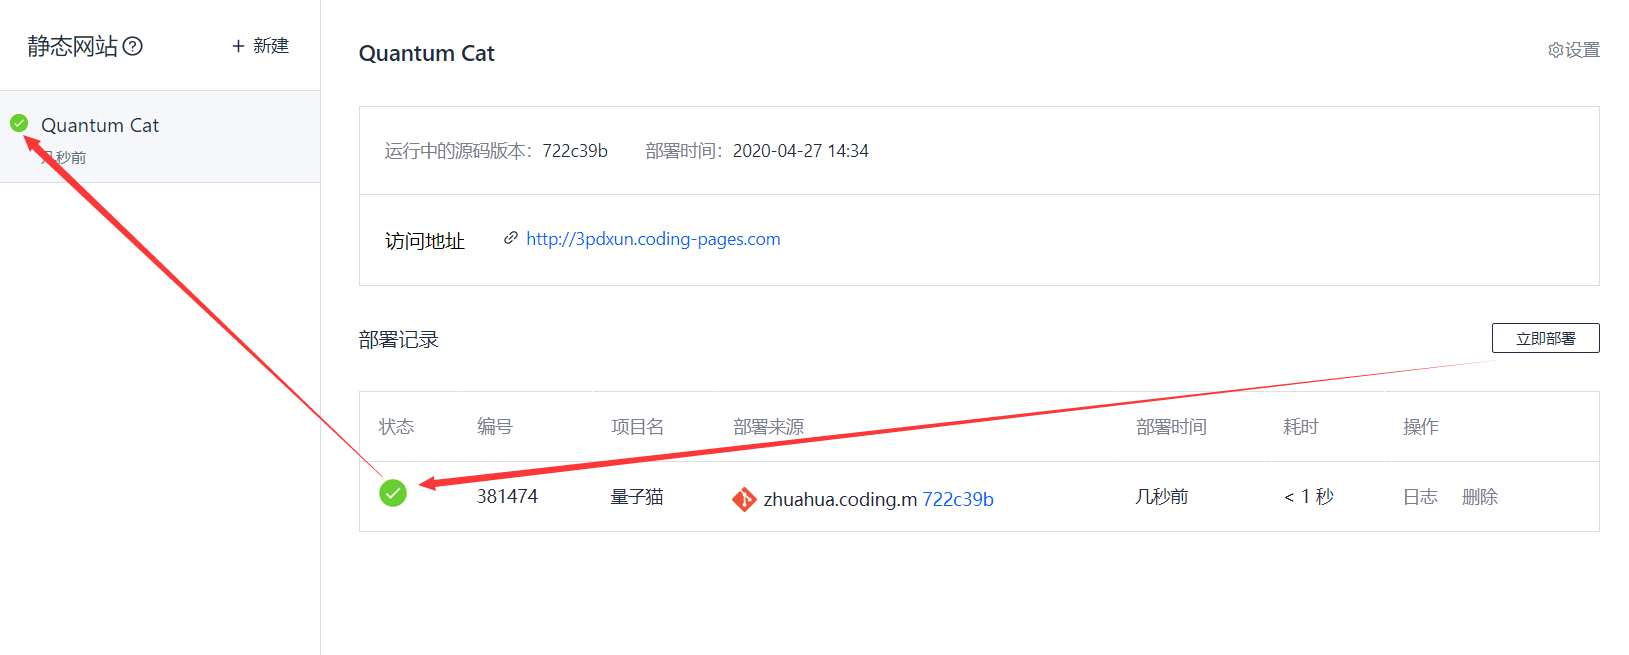 静态网站
+ 新建
Quantum Cat
几秒前
Quantum Cat
设置
运行中的源码版本：722c39b 部署时间：2020-04-27 14:34
访问地址 http://3pdxun.coding-pages.com
部署记录
立即部署
状态 编号 项目名 部署来源 部署时间 耗时 操作
381474 量子猫 zhuahua.coding.m 722c39b 几秒前 < 1 秒 日志 删除